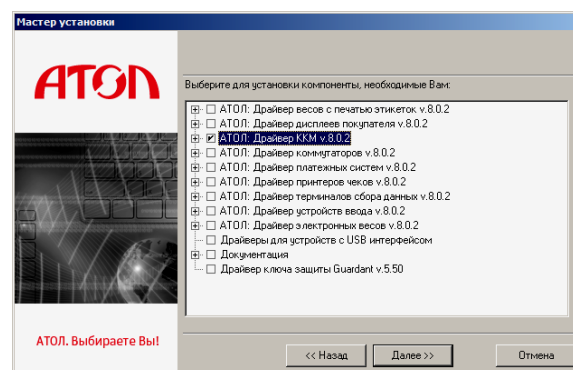 Мастер установки
АТОЛ
Выберите для установки компоненты, необходимые Вам:
АТОЛ: Драйвер весов с печатью этикеток v.8.0.2
АТОЛ: Драйвер дисплеев покупателя v.8.0.2
АТОЛ: Драйвер ККМ v.8.0.2
АТОЛ: Драйвер коммутаторов v.8.0.2
АТОЛ: Драйвер платежных систем v.8.0.2
АТОЛ: Драйвер принтеров чеков v.8.0.2
АТОЛ: Драйвер терминалов сбора данных v.8.0.2
АТОЛ: Драйвер устройств ввода v.8.0.2
АТОЛ: Драйвер электронных весов v.8.0.2
Драйверы для устройств с USB интерфейсом
Документация
Драйвер ключа защиты Guardant v.5.50
АТОЛ. Выбираете Вы!
<< Назад Далее >> Отмена